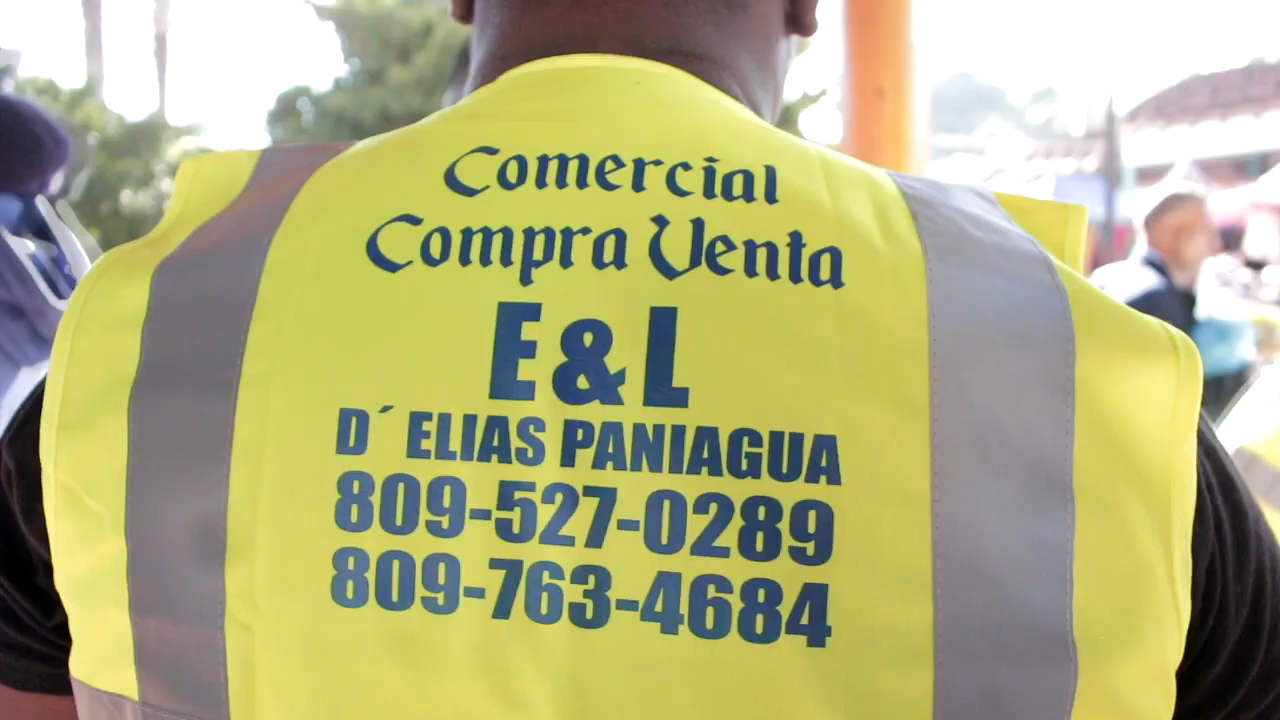 Comercial
Compra Venta
E&L
D´ ELIAS PANIAGUA
809-527-0289
809-763-4684